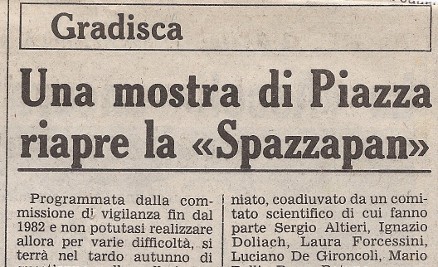 Gradisca
Una mostra di Piazza
riapre la «Spazzapan»
Programmata dalla com-
missione di vigilanza fin dal
1982 e non potutasi realizzare
allora per varie difficoltà, si
terrà nel tardo autunno di
niato, coadiuvato da un comi-
tato scientifico di cui fanno
parte Sergio Altieri, Ignazio
Doliach, Laura Forcessini,
Luciano De Gironcoli, Mario